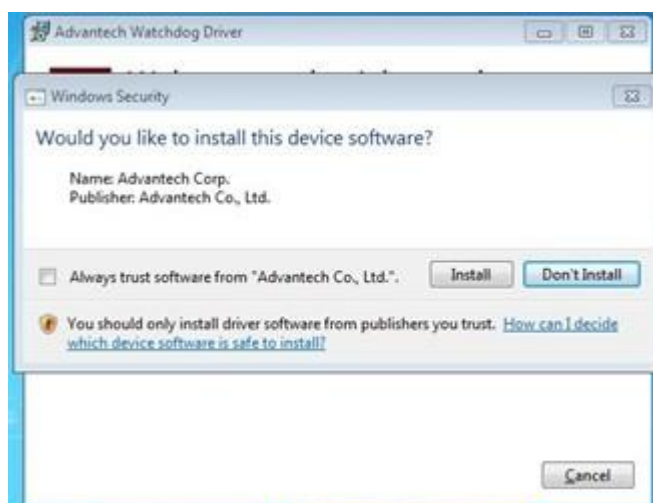 Advantech Watchdog Driver
Windows Security
Would you like to install this device software?
Name: Advantech Corp.
Publisher: Advantech Co., Ltd.
Always trust software from "Advantech Co., Ltd.".
Install
Don't Install
You should only install driver software from publishers you trust. How can I decide
which device software is safe to install?
Cancel